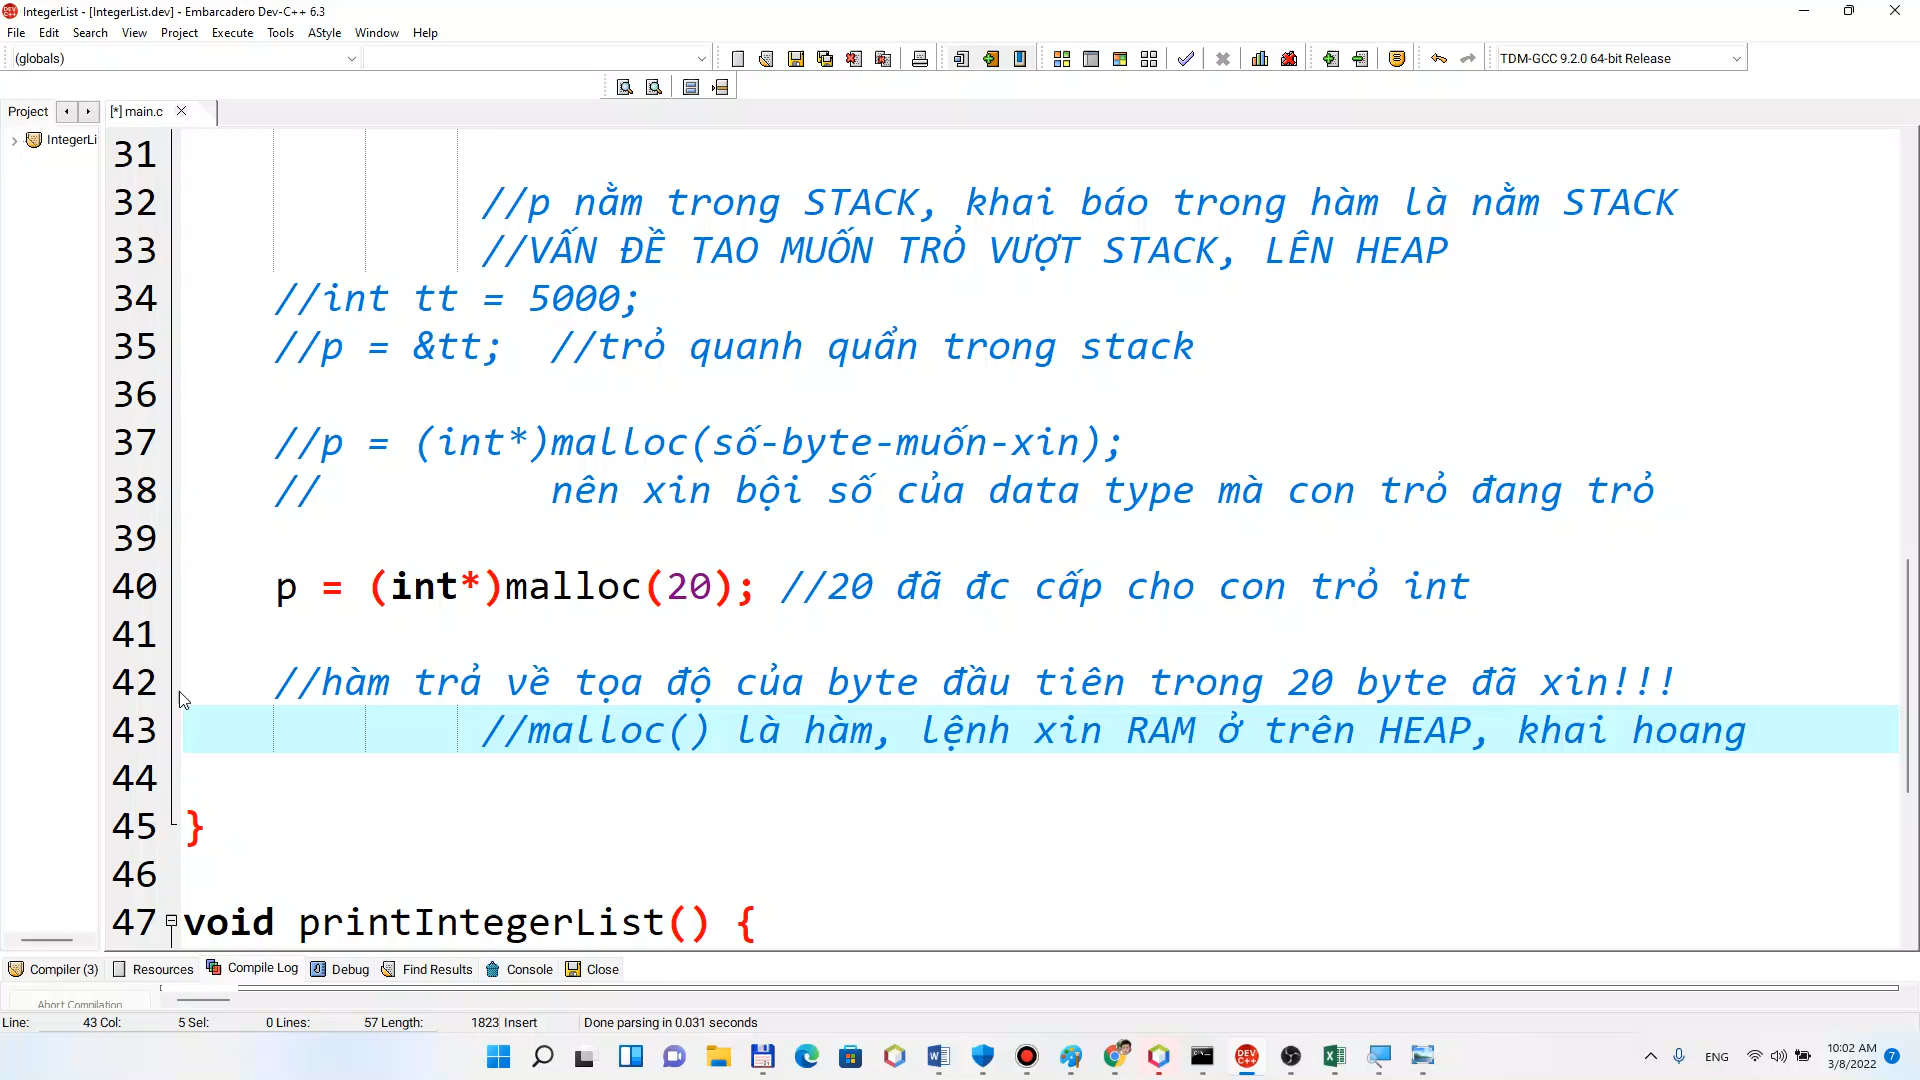 IntegerList - [IntegerList.dev] - Embarcadero Dev-C++ 6.3
File Edit Search View Project Execute Tools AStyle Window Help
(globals)
TDM-GCC 9.2.0 64-bit Release
Project
[*] main.c
IntegerLi
31
32 //p nằm trong STACK, khai báo trong hàm là nằm STACK
33 //VẤN ĐỀ TAO MUỐN TRỎ VƯỢT STACK, LÊN HEAP
34 //int tt = 5000;
35 //p = &tt; //trỏ quanh quẩn trong stack
36
37 //p = (int*)malloc(số-byte-muốn-xin);
38 // nên xin bội số của data type mà con trỏ đang trỏ
39
40 p = (int*)malloc(20); //20 đã đc cấp cho con trỏ int
41
42 //hàm trả về tọa độ của byte đầu tiên trong 20 byte đã xin!!!
43 //malloc() là hàm, lệnh xin RAM ở trên HEAP, khai hoang
44
45 }
46
47 void printIntegerList() {
Compiler (3) Resources Compile Log Debug Find Results Console Close
Abort Compilation
Line: 43 Col: 5 Sel: 0 Lines: 57 Length: 1823 Insert Done parsing in 0.031 seconds
DEV C++
ENG
10:02 AM
3/8/2022
7